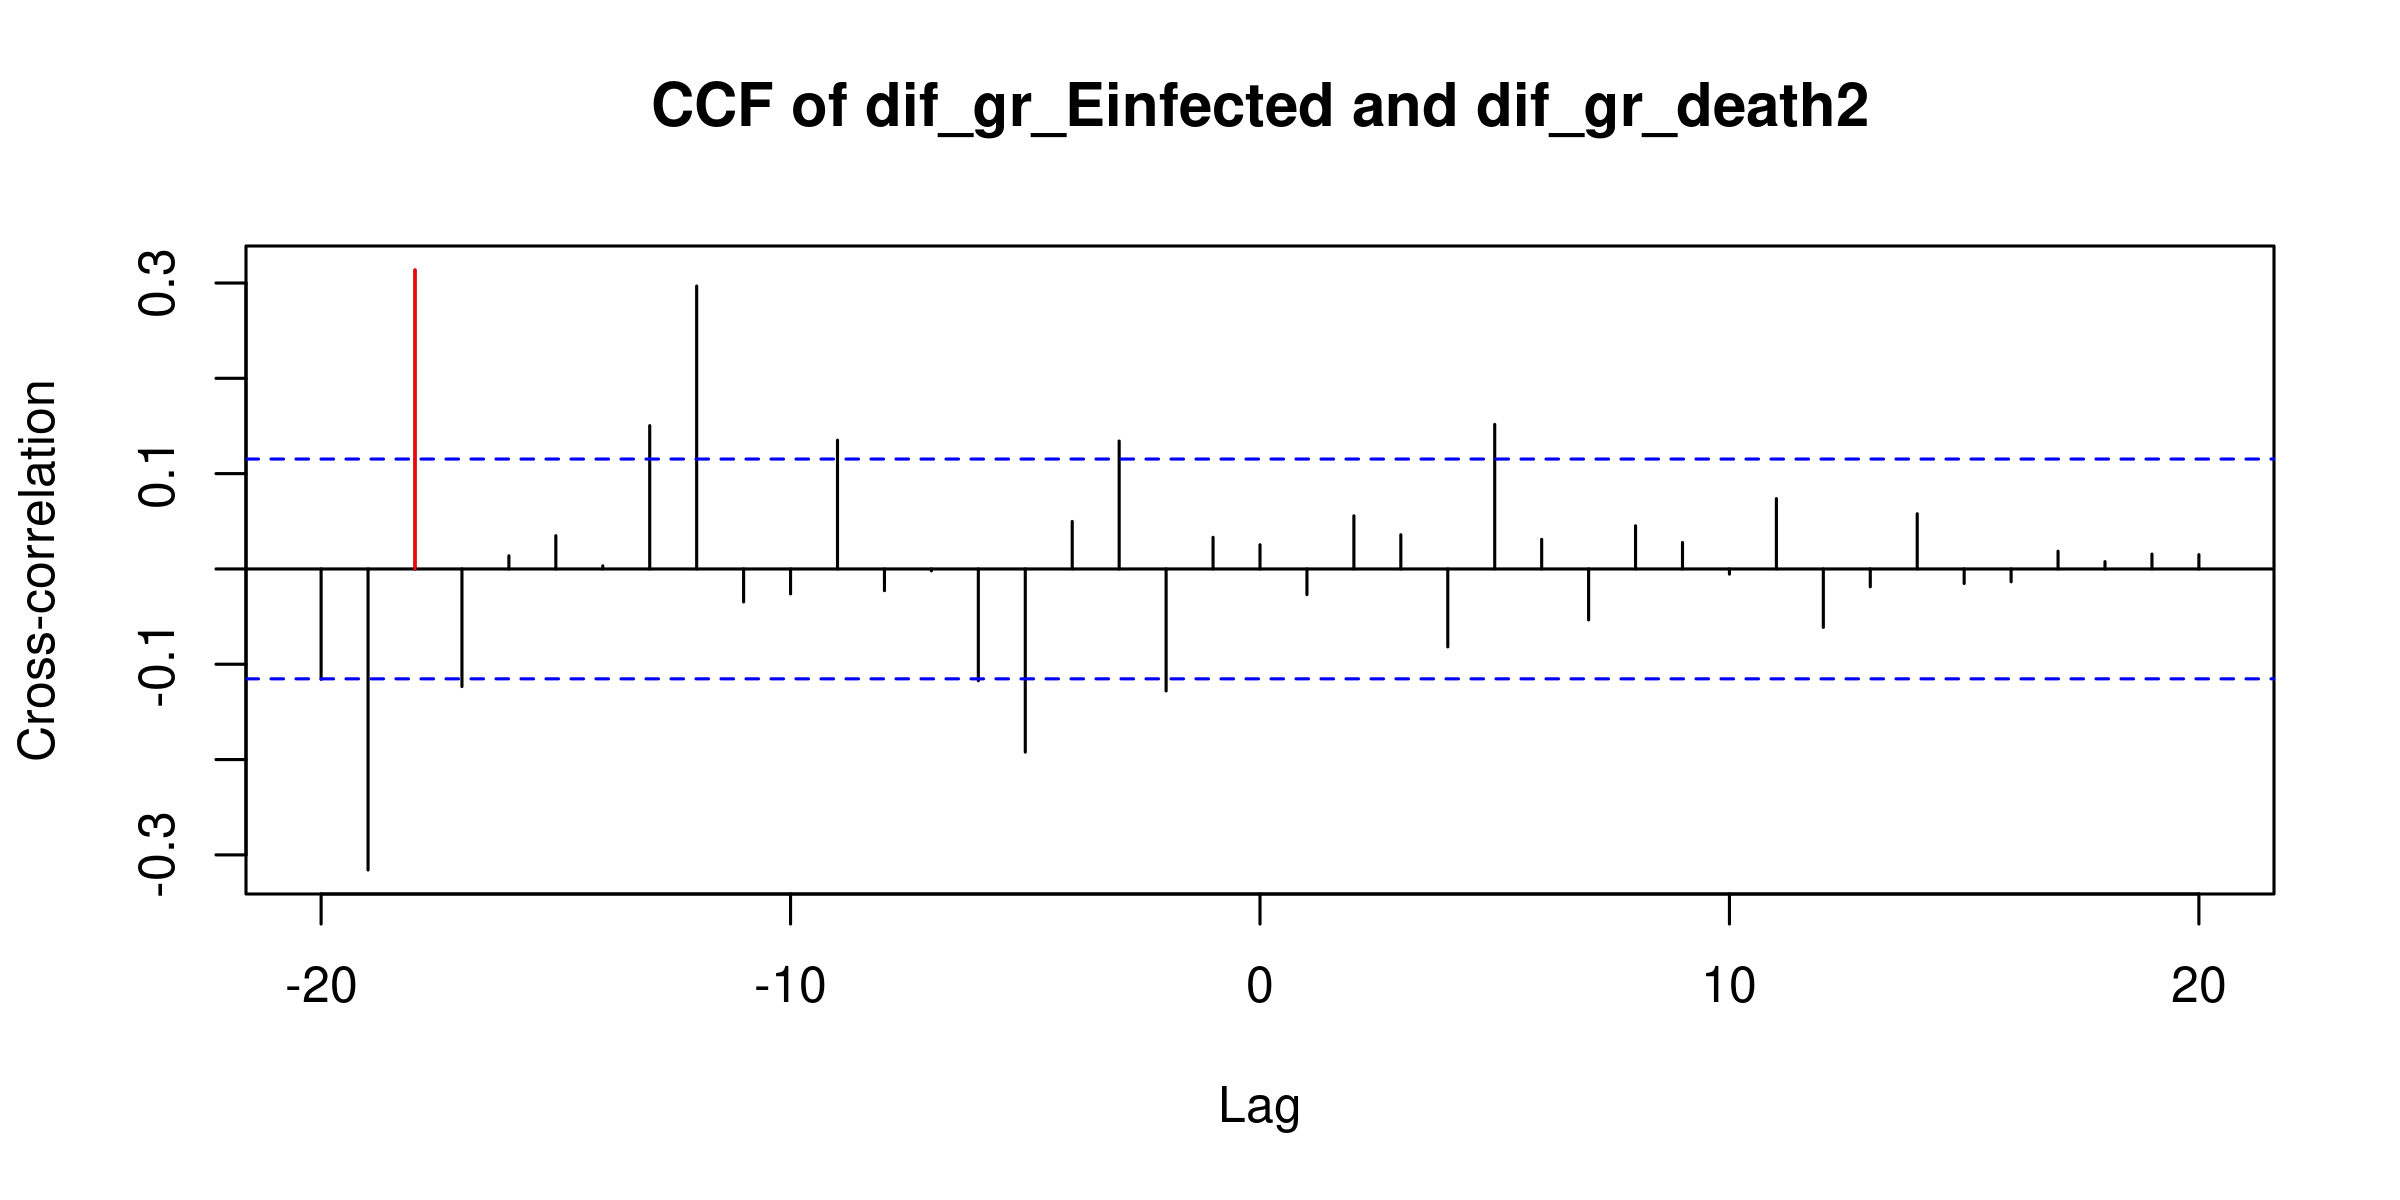 CCF of dif_gr_Einfected and dif_gr_death2
Cross-correlation
0.3
0.1
-0.1
-0.3
-20 -10 0 10 20
Lag